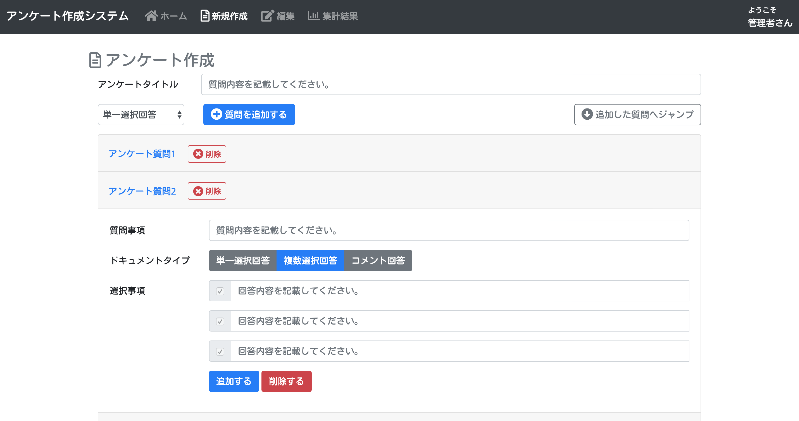 アンケート作成システム ホーム 新規作成 編集 集計結果
ようこそ
管理者さん
アンケート作成
アンケートタイトル 質問内容を記載してください。
単一選択回答 質問を追加する 追加した質問へジャンプ
アンケート質問1 削除
アンケート質問2 削除
質問事項 質問内容を記載してください。
ドキュメントタイプ 単一選択回答 複数選択回答 コメント回答
選択事項 回答内容を記載してください。
回答内容を記載してください。
回答内容を記載してください。
追加する 削除する